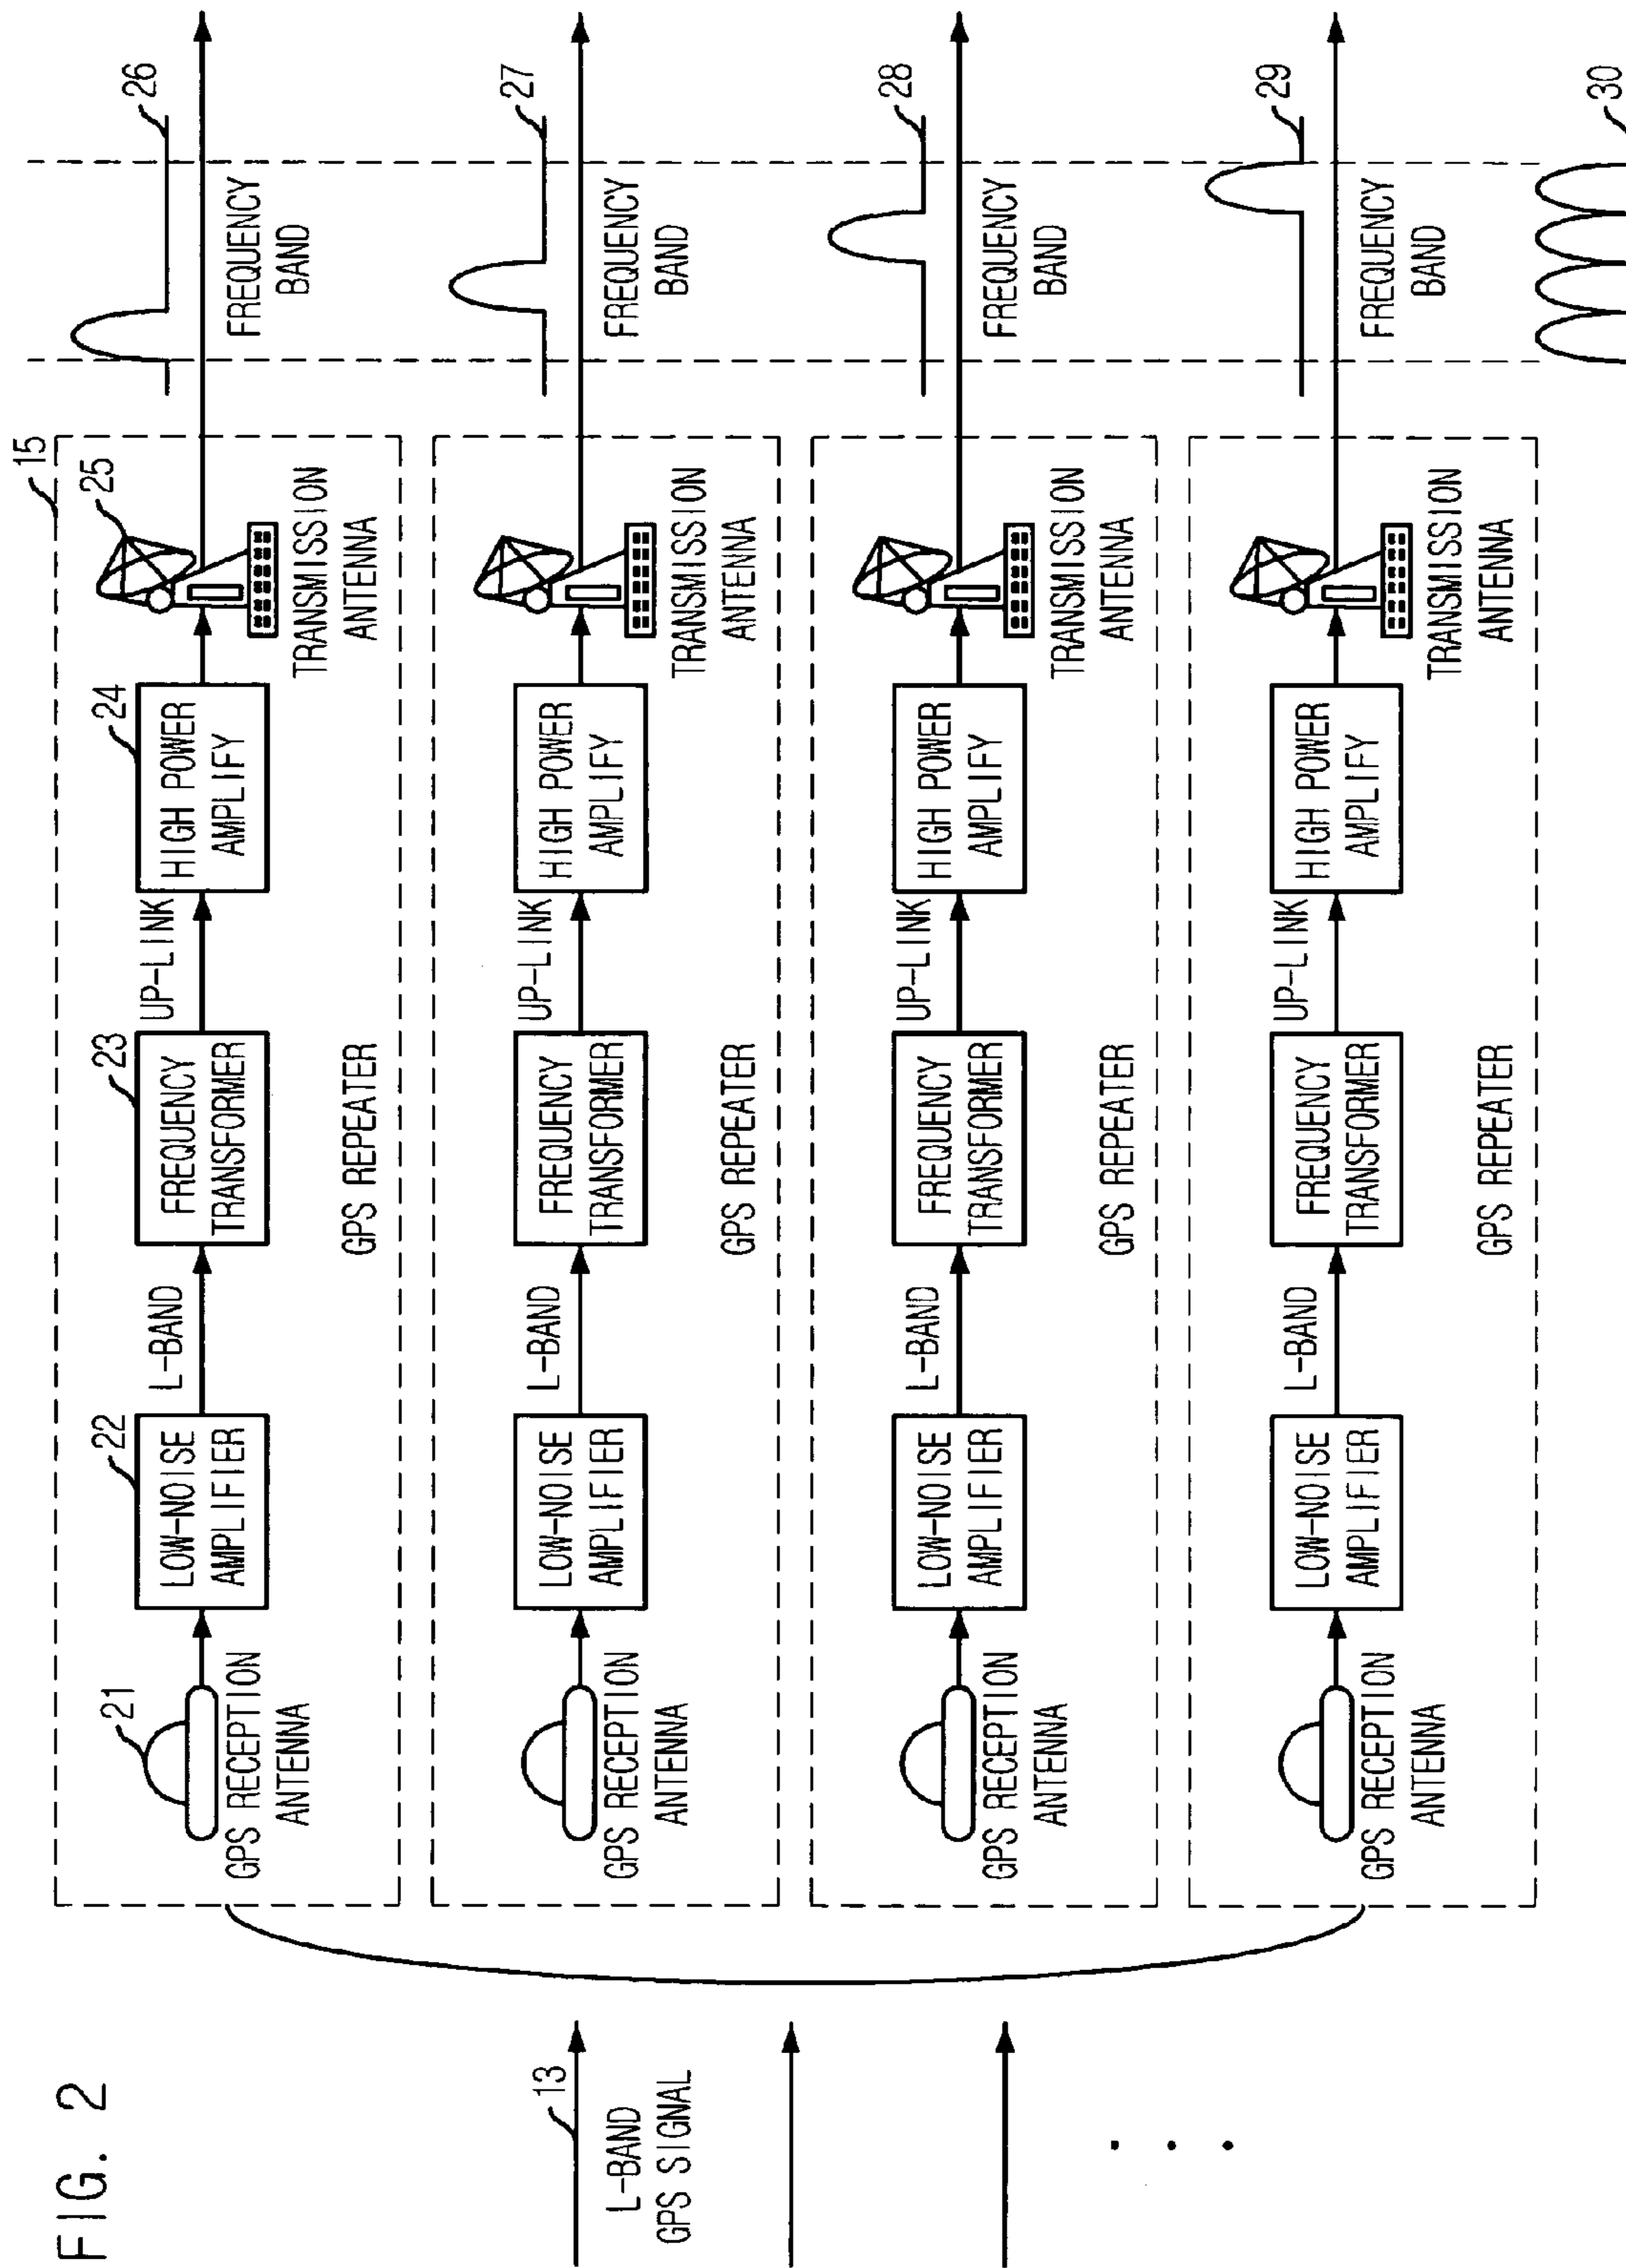 FIG. 2
13
L-BAND
GPS SIGNAL
15
21
GPS RECEPTION
ANTENNA
22
LOW-NOISE
AMPLIFIER
L-BAND
23
FREQUENCY
TRANSFORMER
UP-LINK
24
HIGH POWER
AMPLIFY
25
TRANSMISSION
ANTENNA
GPS REPEATER
26
FREQUENCY
BAND
GPS RECEPTION
ANTENNA
LOW-NOISE
AMPLIFIER
L-BAND
FREQUENCY
TRANSFORMER
UP-LINK
HIGH POWER
AMPLIFY
TRANSMISSION
ANTENNA
GPS REPEATER
27
FREQUENCY
BAND
GPS RECEPTION
ANTENNA
LOW-NOISE
AMPLIFIER
L-BAND
FREQUENCY
TRANSFORMER
UP-LINK
HIGH POWER
AMPLIFY
TRANSMISSION
ANTENNA
GPS REPEATER
28
FREQUENCY
BAND
GPS RECEPTION
ANTENNA
LOW-NOISE
AMPLIFIER
L-BAND
FREQUENCY
TRANSFORMER
UP-LINK
HIGH POWER
AMPLIFY
TRANSMISSION
ANTENNA
GPS REPEATER
29
FREQUENCY
BAND
30